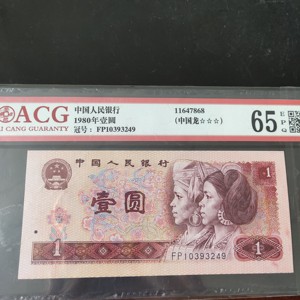 ACG
AI CANG GUARANTY
中国人民银行
1980年壹圆
冠号： FP10393249
11647868
(中国龙☆☆☆)
65 EPQ
中国人民银行
壹圆
1
1
FP10393249